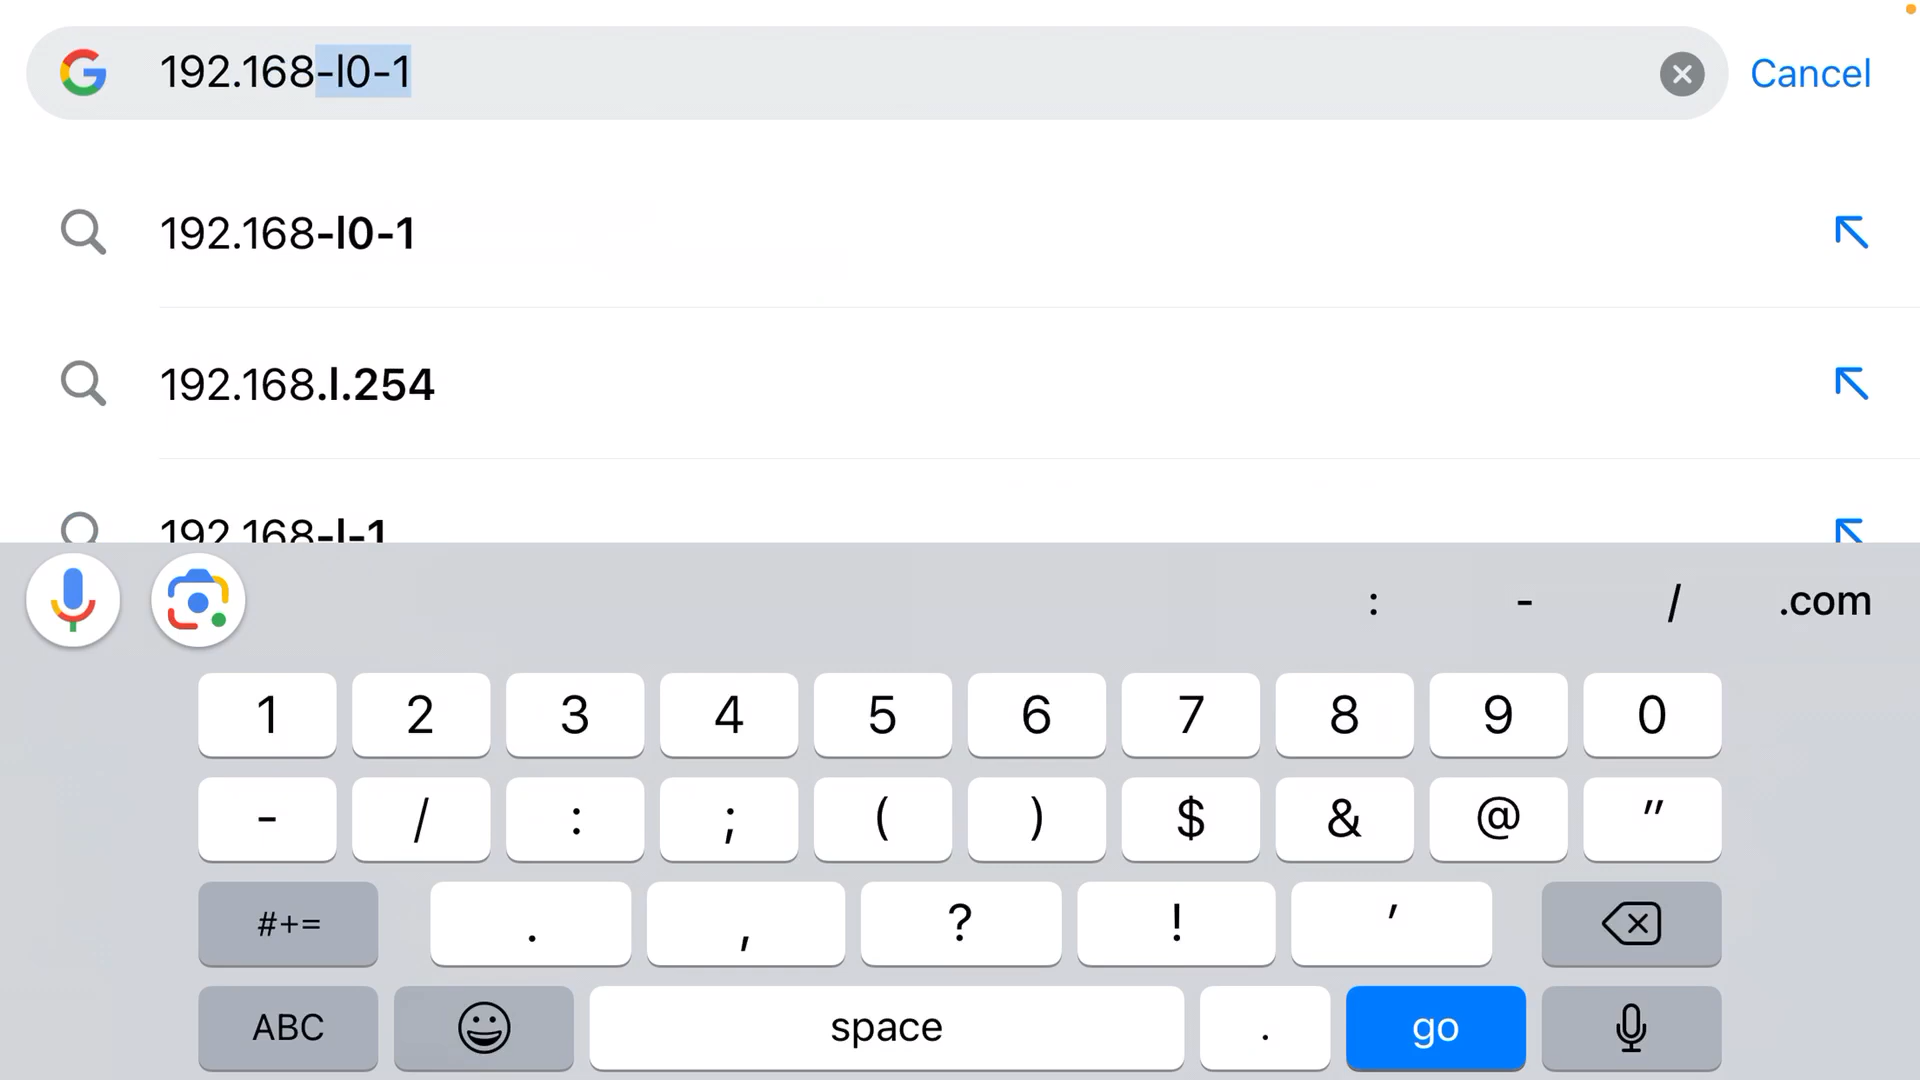 192.168-l0-1
Cancel
192.168-l0-1
192.168.l.254
192.168-l-1
: - / .com
1 2 3 4 5 6 7 8 9 0
- / : ; ( ) $ & @ "
#+= . , ? ! '
ABC space . go